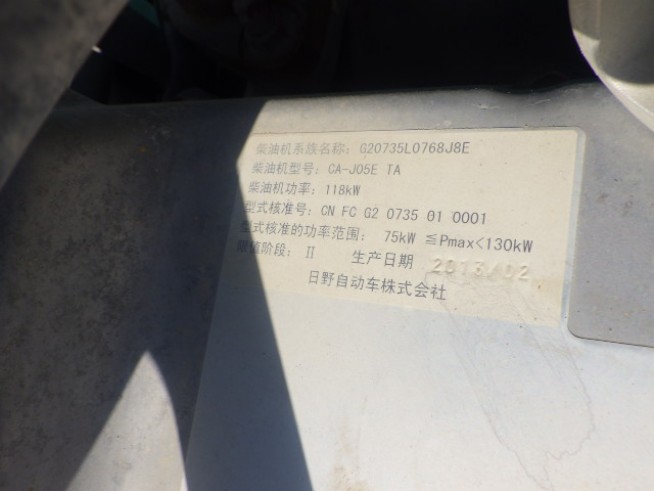 柴油机系族名称: G20735L0768J8E
柴油机型号: CA-J05E TA
柴油机功率: 118kW
型式核准号: CN FC G2 0735 01 0001
型式核准的功率范围: 75kW ≦Pmax<130kW
限值阶段: Ⅱ 生产日期 2013/02
日野自动车株式会社